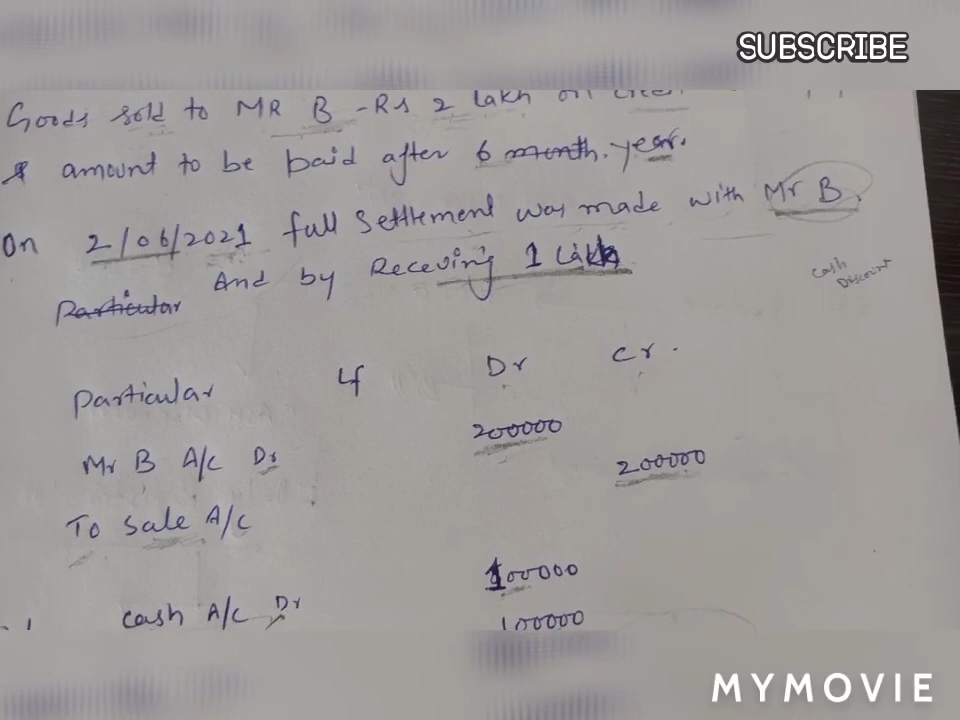 SUBSCRIBE
Goods sold to MR B - Rs 2 lakh on
& amount to be paid after 6 month. year.
On 2/06/2021 full Settlement was made with Mr B.
Particular And by Receving 1 Lakh
cash
Discount
Particular Lf Dr Cr.
200000
Mr B A/C Dr
200000
To Sale A/C
100000
Cash A/C Dr
100000
MYMOVIE